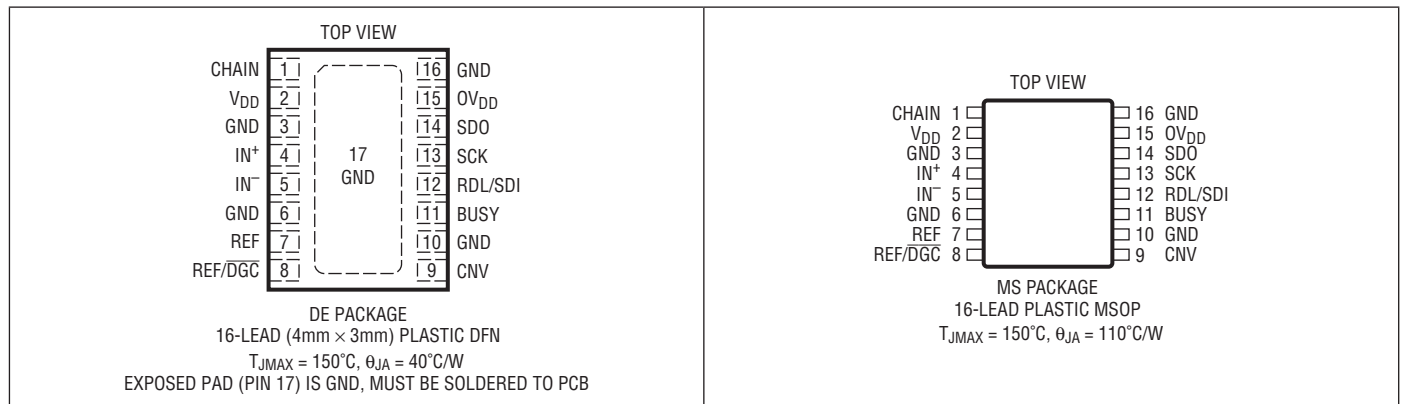 TOP VIEW
CHAIN 1 16 GND
VDD 2 15 OVDD
GND 3 14 SDO
IN+ 4 17 13 SCK
IN– 5 GND 12 RDL/SDI
GND 6 11 BUSY
REF 7 10 GND
REF/DGC 8 9 CNV
DE PACKAGE
16-LEAD (4mm × 3mm) PLASTIC DFN
TJMAX = 150°C, θJA = 40°C/W
EXPOSED PAD (PIN 17) IS GND, MUST BE SOLDERED TO PCB
TOP VIEW
CHAIN 1 16 GND
VDD 2 15 OVDD
GND 3 14 SDO
IN+ 4 13 SCK
IN– 5 12 RDL/SDI
GND 6 11 BUSY
REF 7 10 GND
REF/DGC 8 9 CNV
MS PACKAGE
16-LEAD PLASTIC MSOP
TJMAX = 150°C, θJA = 110°C/W